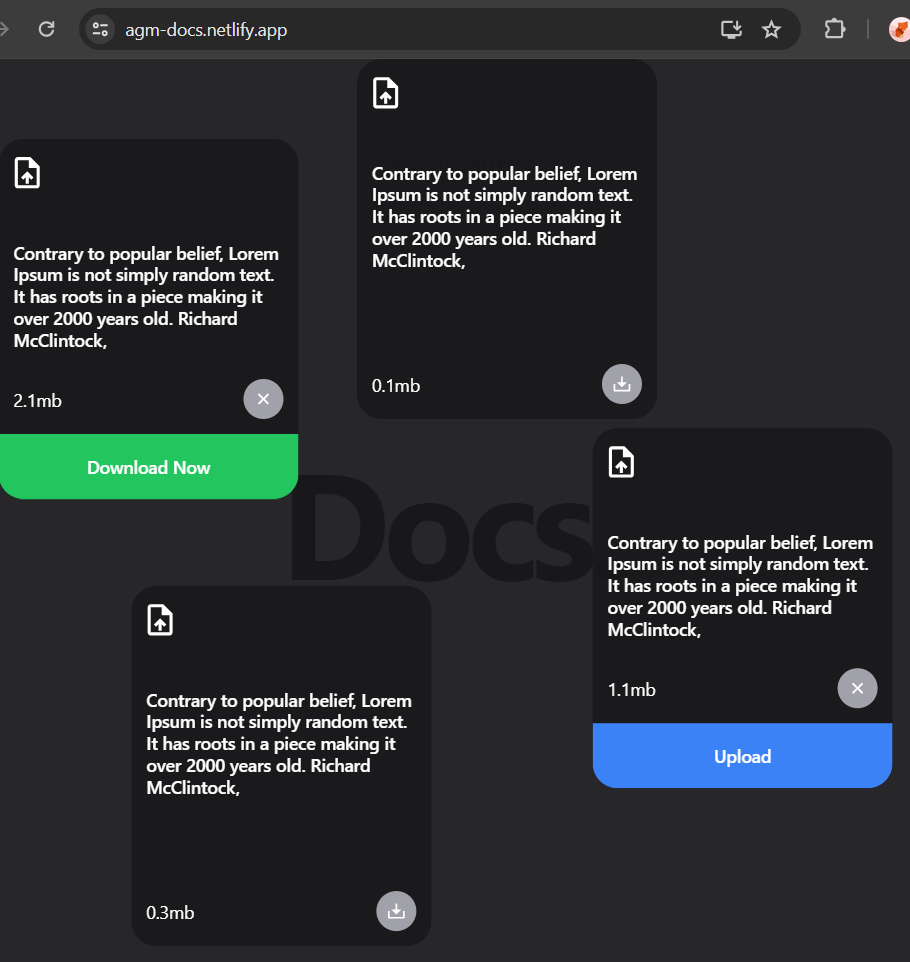 agm-docs.netlify.app
Contrary to popular belief, Lorem
Ipsum is not simply random text.
It has roots in a piece making it
over 2000 years old. Richard
McClintock,
0.1mb
Contrary to popular belief, Lorem
Ipsum is not simply random text.
It has roots in a piece making it
over 2000 years old. Richard
McClintock,
2.1mb
Download Now
Docs
Contrary to popular belief, Lorem
Ipsum is not simply random text.
It has roots in a piece making it
over 2000 years old. Richard
McClintock,
1.1mb
Upload
Contrary to popular belief, Lorem
Ipsum is not simply random text.
It has roots in a piece making it
over 2000 years old. Richard
McClintock,
0.3mb